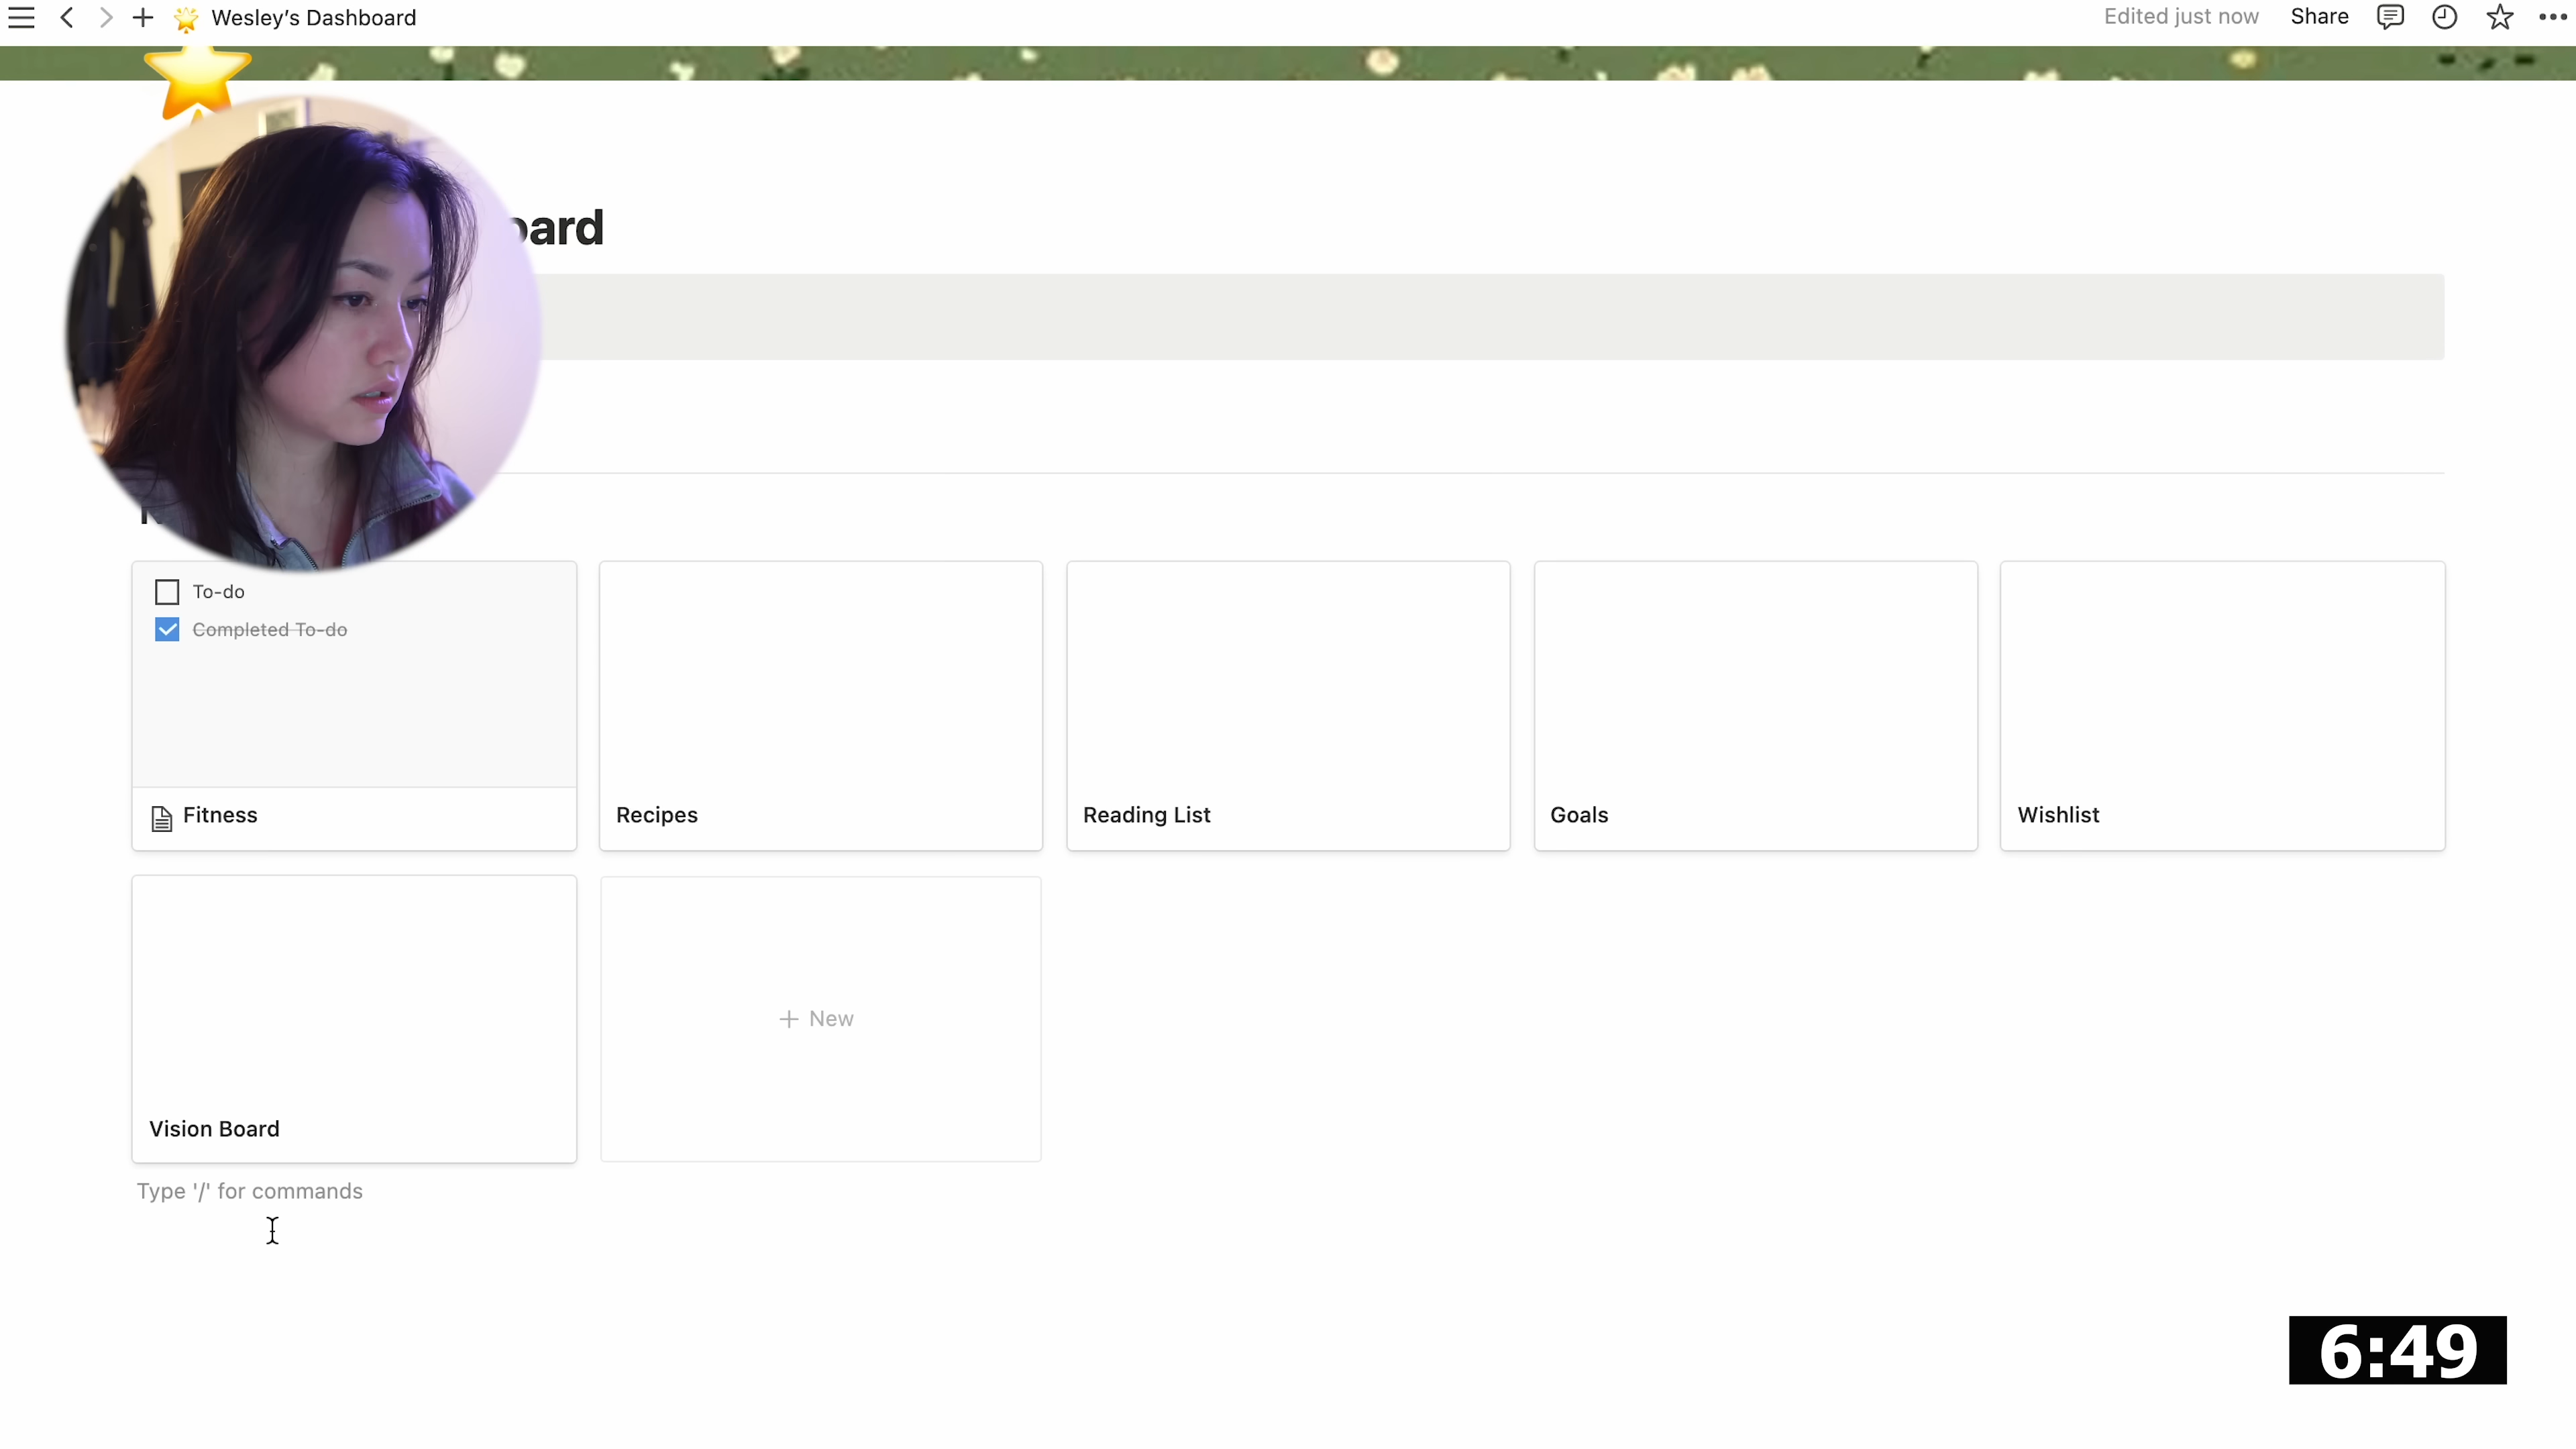 Wesley’s Dashboard
Edited just now
Share
To-do
Completed To-do
Fitness
Recipes
Reading List
Goals
Wishlist
Vision Board
New
Type '/' for commands
6:49